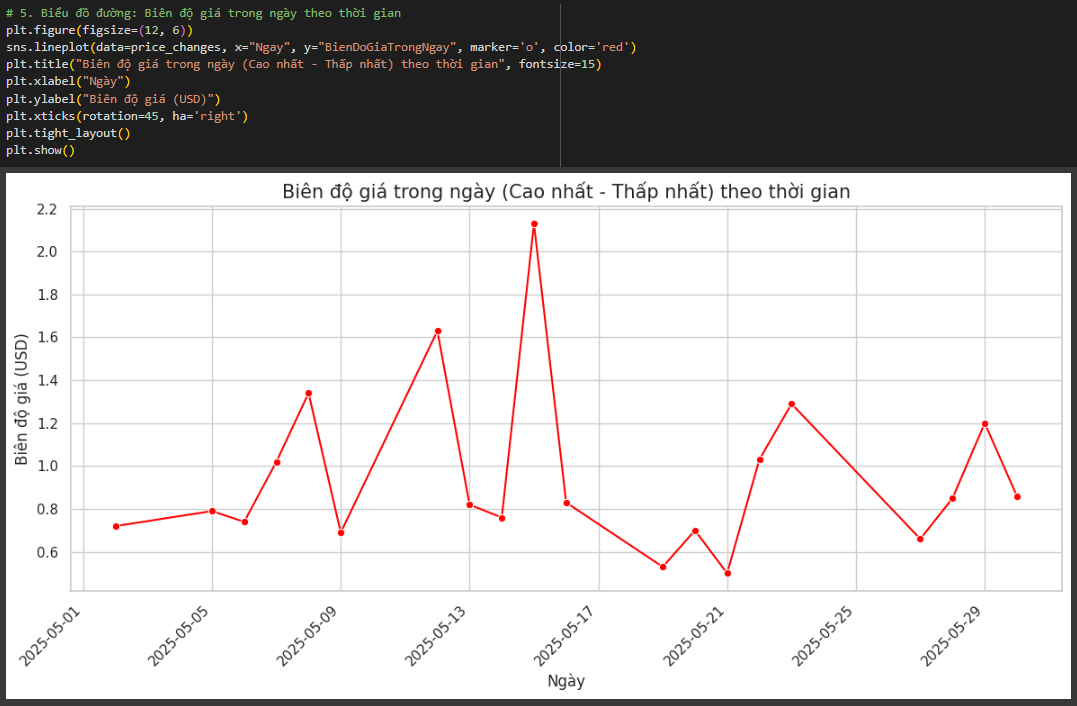 # 5. Biểu đồ đường: Biên độ giá trong ngày theo thời gian
plt.figure(figsize=(12, 6))
sns.lineplot(data=price_changes, x="Ngay", y="BienDoGiaTrongNgay", marker='o', color='red')
plt.title("Biên độ giá trong ngày (Cao nhất - Thấp nhất) theo thời gian", fontsize=15)
plt.xlabel("Ngày")
plt.ylabel("Biên độ giá (USD)")
plt.xticks(rotation=45, ha='right')
plt.tight_layout()
plt.show()
Biên độ giá trong ngày (Cao nhất - Thấp nhất) theo thời gian
Biên độ giá (USD)
2.2
2.0
1.8
1.6
1.4
1.2
1.0
0.8
0.6
2025-05-01
2025-05-05
2025-05-09
2025-05-13
2025-05-17
2025-05-21
2025-05-25
2025-05-29
Ngày